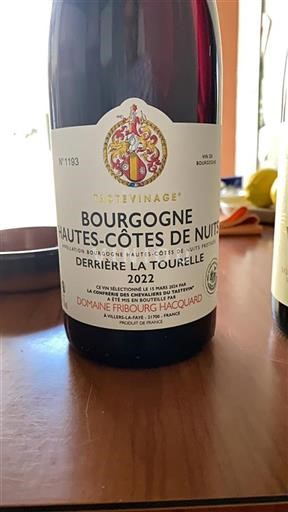 N°1193
VIN DE
BOURGOGNE
TASTEVINAGE®
BOURGOGNE
HAUTES-CÔTES DE NUITS
APPELLATION BOURGOGNE HAUTES-CÔTES DE NUITS PROTÉGÉE
DERRIÈRE LA TOURELLE
2022
CE VIN SÉLECTIONNÉ LE 15 MARS 2024 PAR
LA CONFRERIE DES CHEVALIERS DU TASTEVIN®
A ÉTÉ MIS EN BOUTEILLE PAR
DOMAINE FRIBOURG HACQUARD
À VILLERS-LA-FAYE - 21700 - FRANCE
PRODUIT DE FRANCE